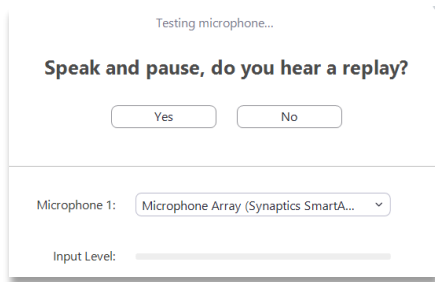 Testing microphone...
Speak and pause, do you hear a replay?
Yes No
Microphone 1: Microphone Array (Synaptics SmartA...
Input Level: